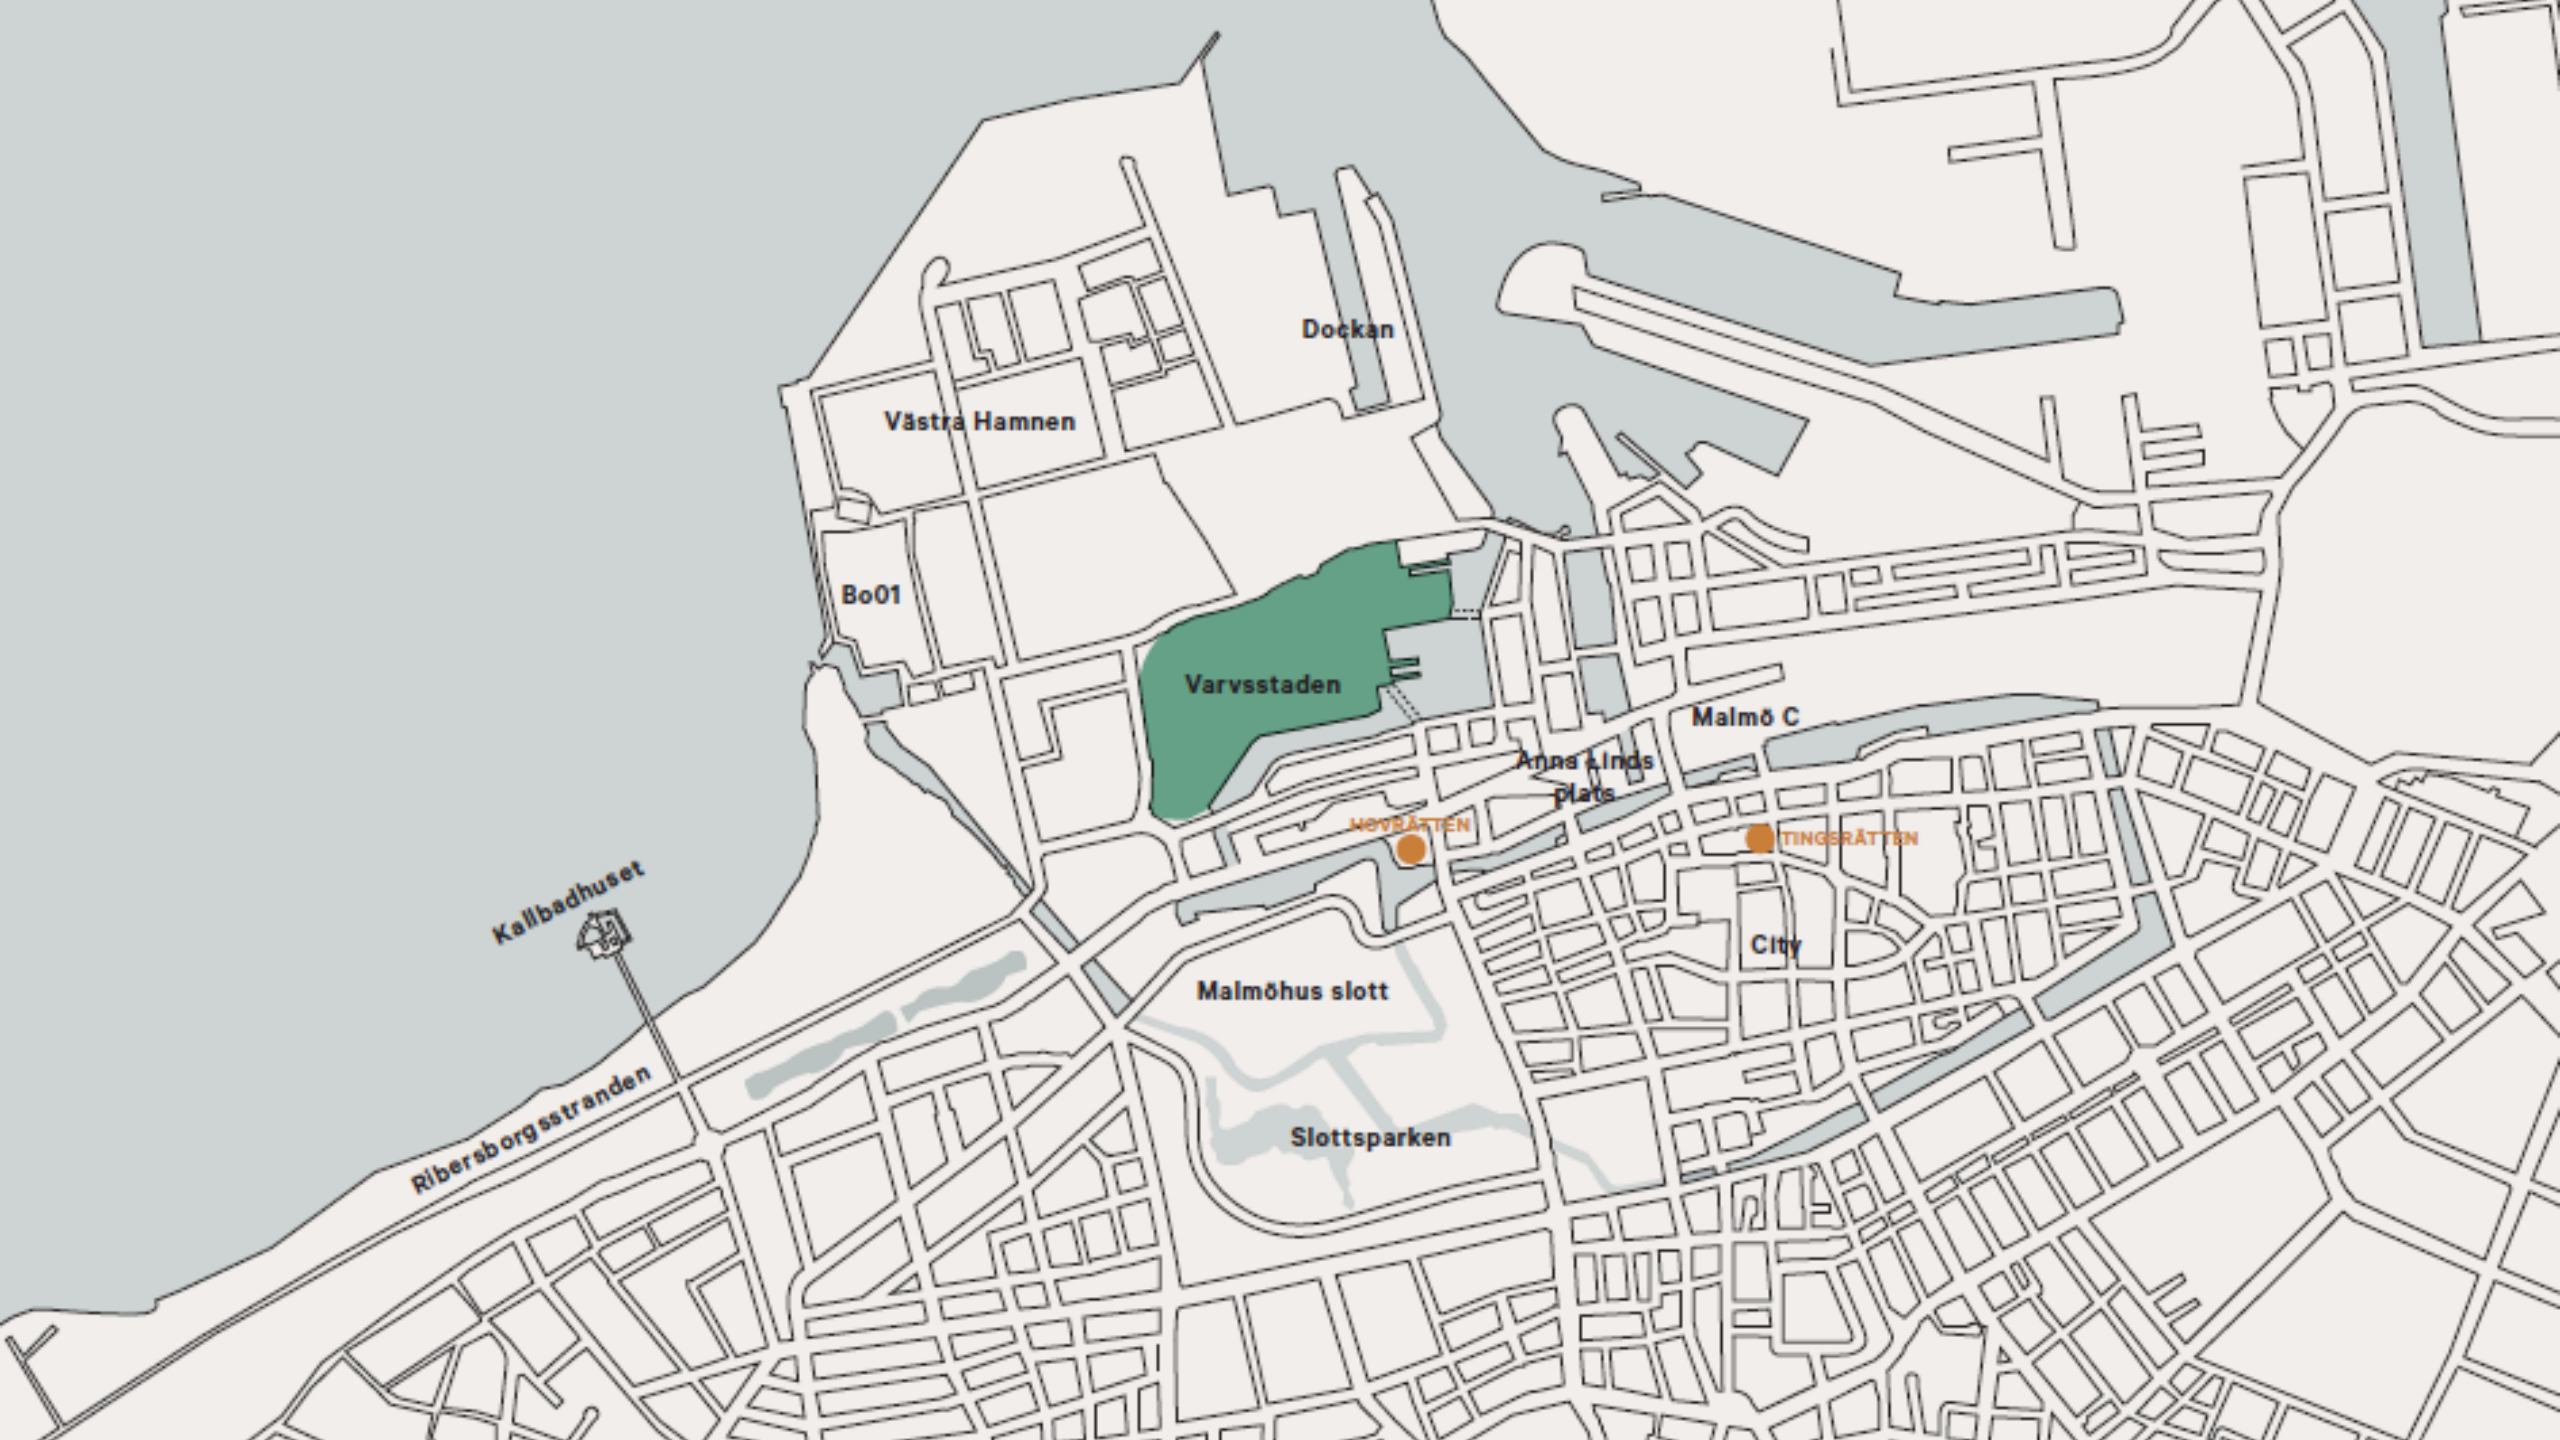 Dockan
Västra Hamnen
Bo01
Varvsstaden
Malmö C
Anna Linds
plats
HOVRÄTTEN
TINGSRÄTTEN
Kallbadhuset
City
Malmöhus slott
Ribersborgsstranden
Slottsparken